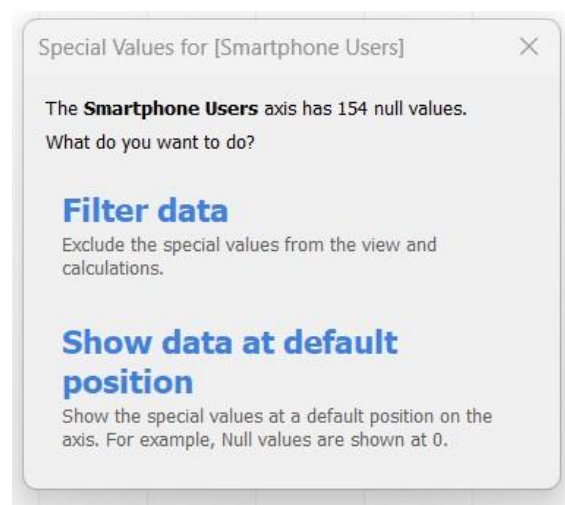 Special Values for [Smartphone Users]
The Smartphone Users axis has 154 null values.
What do you want to do?
Filter data
Exclude the special values from the view and
calculations.
Show data at default
position
Show the special values at a default position on the
axis. For example, Null values are shown at 0.